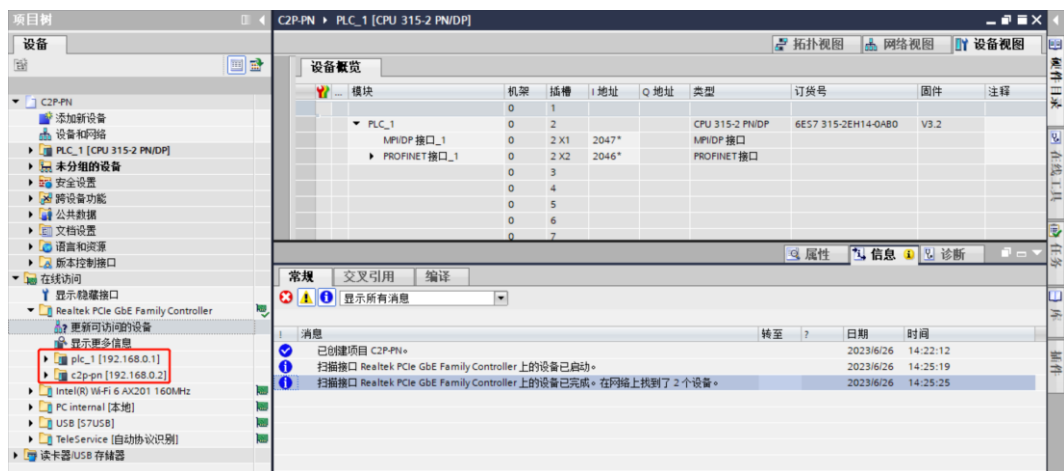 项目树
C2P-PN ▸ PLC_1 [CPU 315-2 PN/DP]
设备
拓扑视图 网络视图 设备视图
设备概览
... 模块 机架 插槽 I 地址 Q 地址 类型 订货号 固件 注释
0 1
PLC_1 0 2 CPU 315-2 PN/DP 6ES7 315-2EH14-0AB0 V3.2
MPI/DP 接口_1 0 2 X1 2047* MPI/DP 接口
PROFINET 接口_1 0 2 X2 2046* PROFINET 接口
0 3
0 4
0 5
0 6
0 7
C2P-PN
添加新设备
设备和网络
PLC_1 [CPU 315-2 PN/DP]
未分组的设备
安全设置
跨设备功能
公共数据
文档设置
语言和资源
版本控制接口
在线访问
显示/隐藏接口
Realtek PCIe GbE Family Controller
更新可访问的设备
显示更多信息
plc_1 [192.168.0.1]
c2p-pn [192.168.0.2]
Intel(R) Wi-Fi 6 AX201 160MHz
PC internal [本地]
USB [S7USB]
TeleService [自动协议识别]
读卡器/USB 存储器
属性 信息 诊断
常规 交叉引用 编译
显示所有消息
! 消息 转至 ? 日期 时间
已创建项目 C2P-PN。 2023/6/26 14:22:12
扫描接口 Realtek PCIe GbE Family Controller 上的设备已启动。 2023/6/26 14:25:19
扫描接口 Realtek PCIe GbE Family Controller 上的设备已完成。在网络上找到了 2 个设备。 2023/6/26 14:25:25
硬件目录
在线工具
任务
库